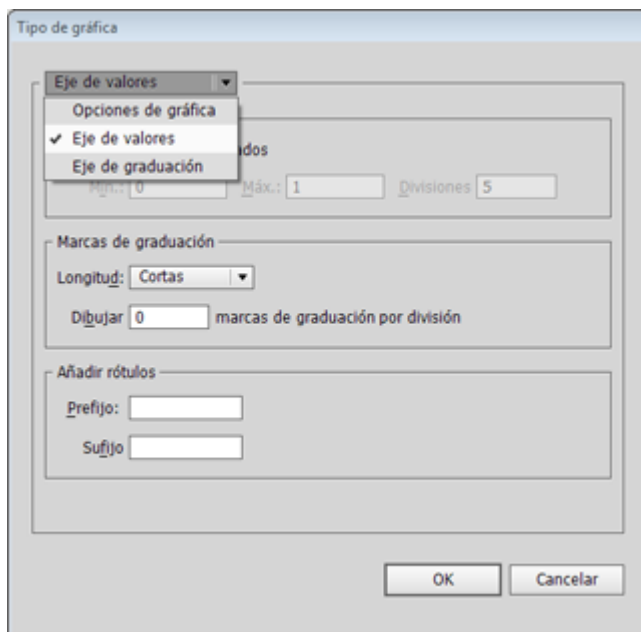 Tipo de gráfica
Eje de valores
Opciones de gráfica
Eje de valores
Eje de graduación
Mín.: 0 Máx.: 1 Divisiones 5
Marcas de graduación
Longitud: Cortas
Dibujar 0 marcas de graduación por división
Añadir rótulos
Prefijo:
Sufijo
OK Cancelar